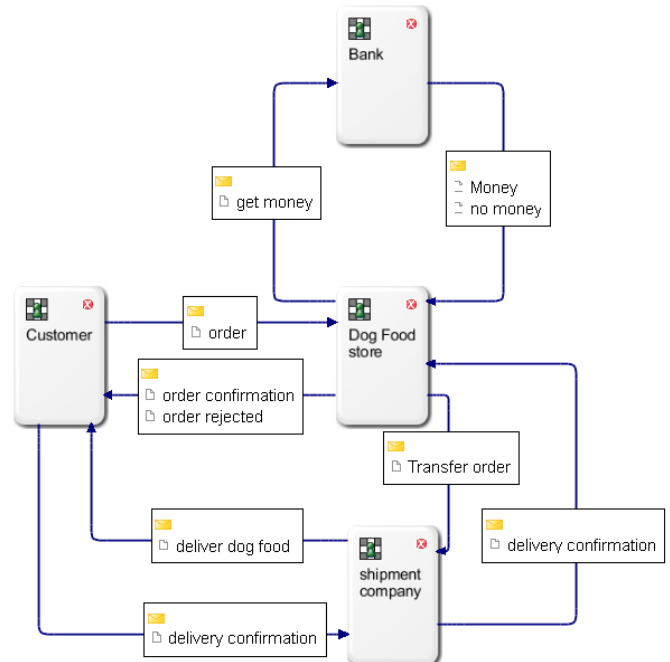 Bank
get money
Money
no money
Customer
order
Dog Food
store
order confirmation
order rejected
Transfer order
deliver dog food
delivery confirmation
shipment
company
delivery confirmation